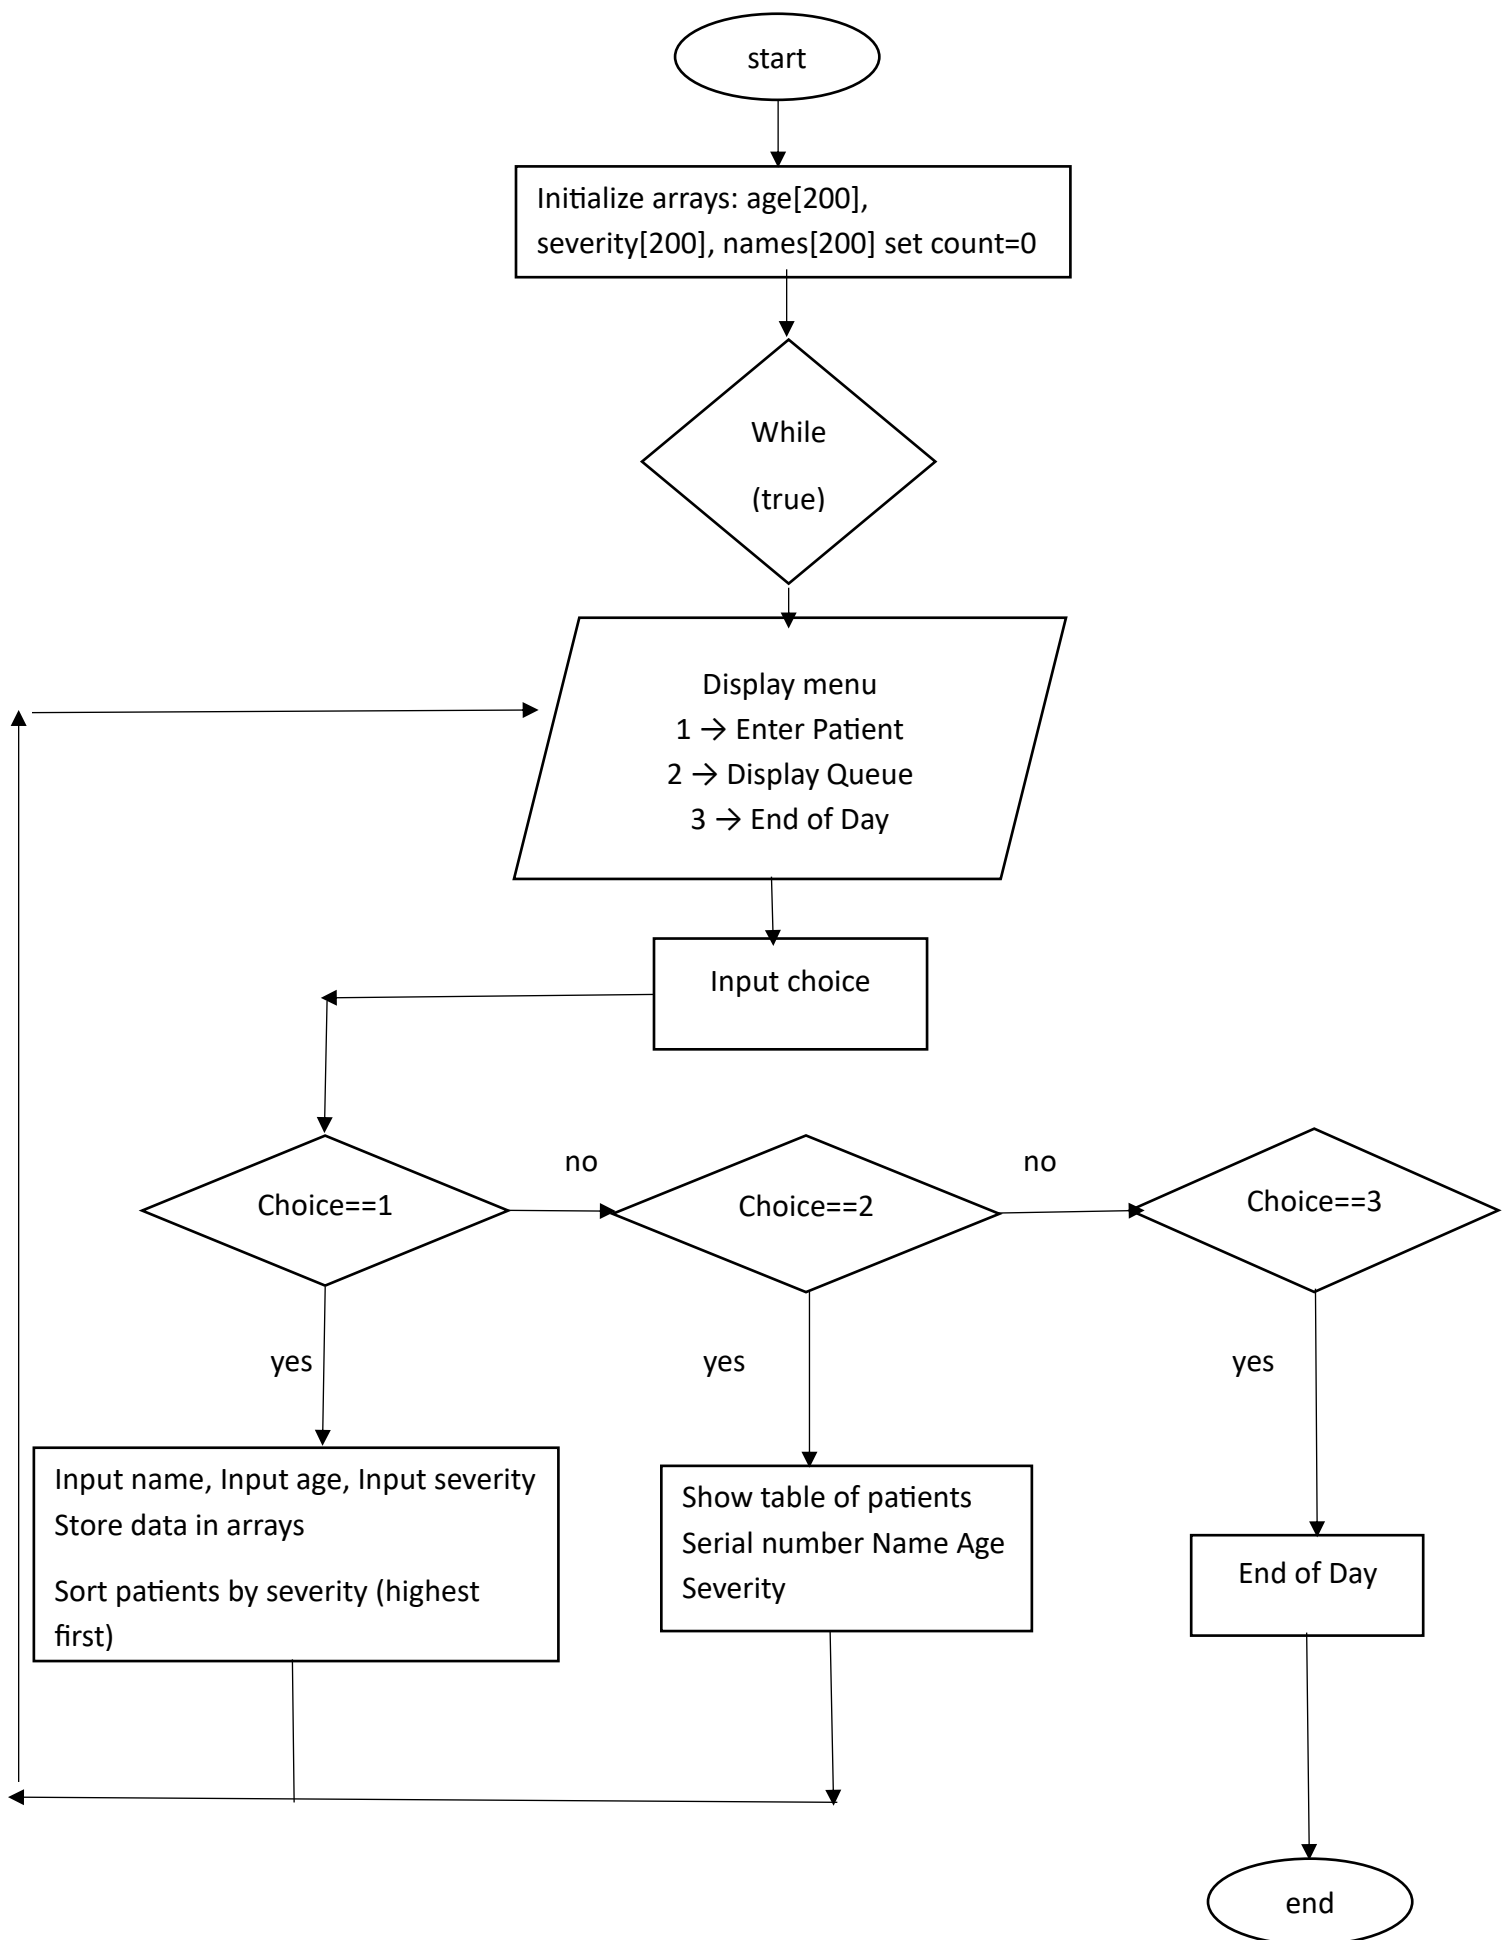 start
Initialize arrays: age[200],
severity[200], names[200] set count=0
While
(true)
Display menu
1 → Enter Patient
2 → Display Queue
3 → End of Day
Input choice
Choice==1
no
Choice==2
no
Choice==3
yes
yes
yes
Input name, Input age, Input severity
Store data in arrays
Sort patients by severity (highest
first)
Show table of patients
Serial number Name Age
Severity
End of Day
end